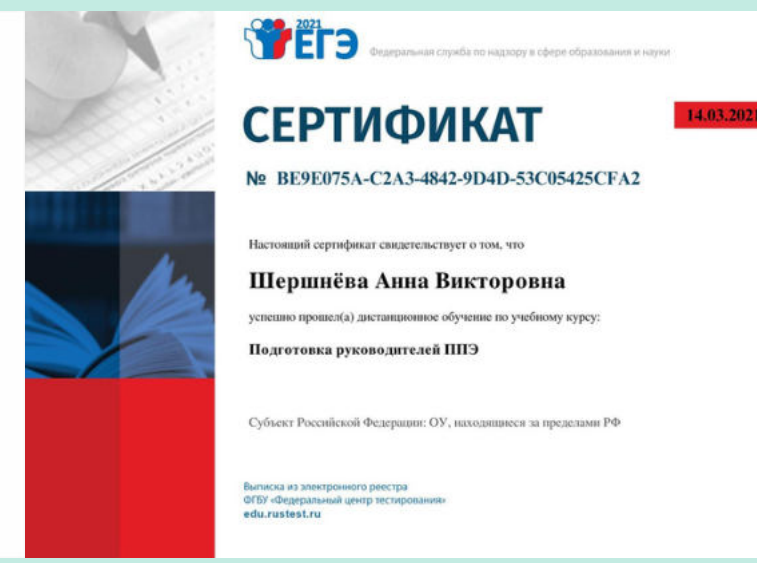 2021
ЕГЭ
Федеральная служба по надзору в сфере образования и науки
СЕРТИФИКАТ
14.03.2021
№ BE9E075A-C2A3-4842-9D4D-53C05425CFA2
Настоящий сертификат свидетельствует о том, что
Шершнёва Анна Викторовна
успешно прошел(а) дистанционное обучение по учебному курсу:
Подготовка руководителей ППЭ
Субъект Российской Федерации: ОУ, находящиеся за пределами РФ
Выписка из электронного реестра
ФГБУ «Федеральный центр тестирования»
edu.rustest.ru